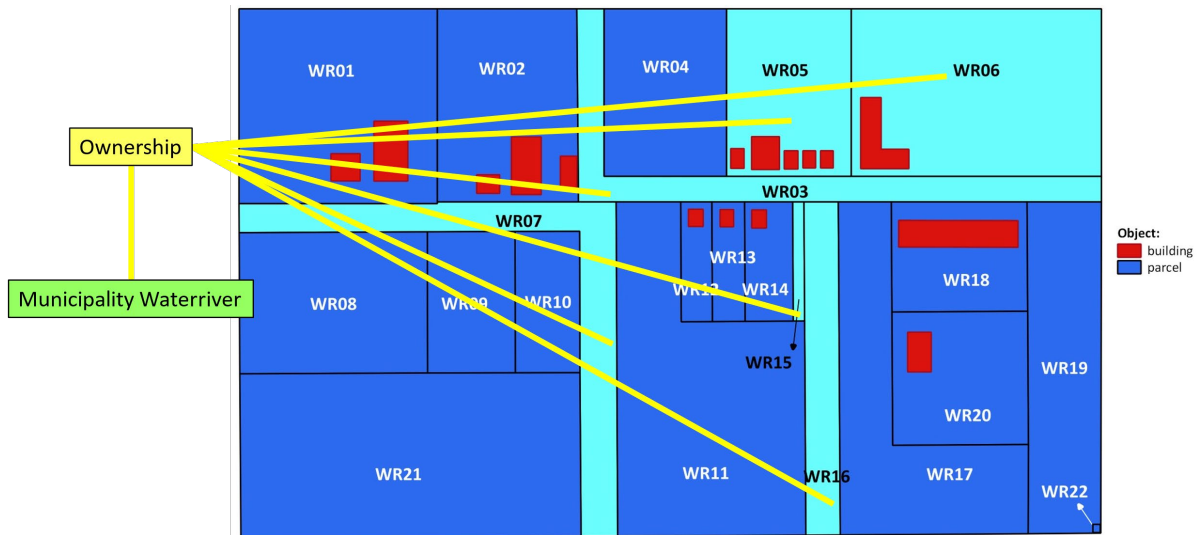 WR01
WR02
WR04
WR05
WR06
Ownership
WR03
WR07
Object:
building
parcel
Municipality Waterriver
WR08
WR09
WR10
WR12
WR13
WR14
WR18
WR15
WR19
WR20
WR21
WR11
WR16
WR17
WR22